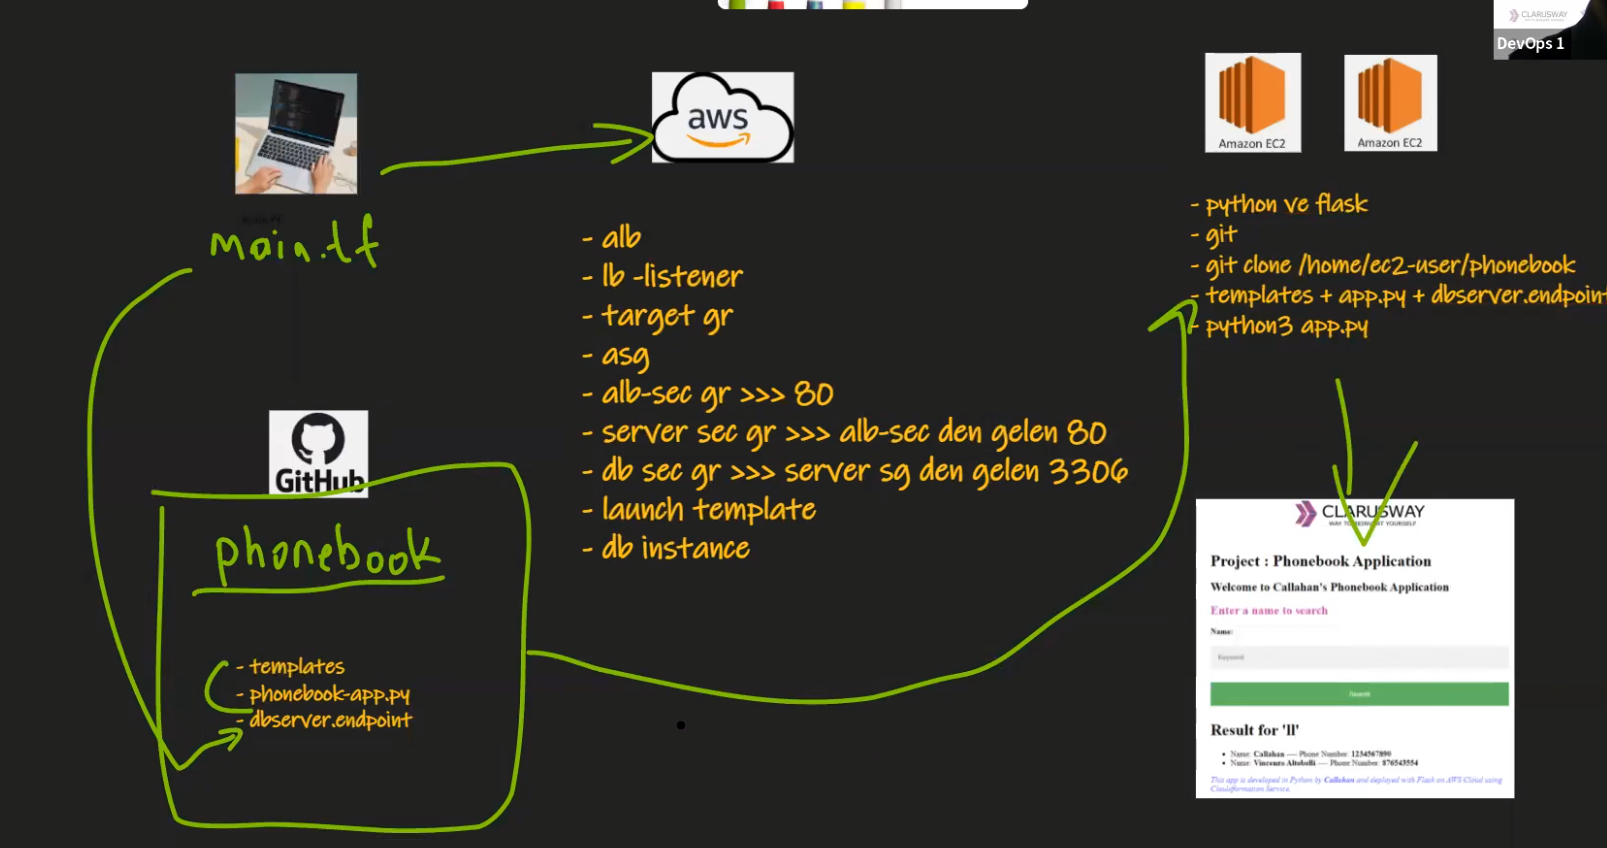 CLARUSWAY
DevOps 1
aws
Amazon EC2
Amazon EC2
main.tf
- alb
- lb -listener
- target gr
- asg
- alb-sec gr >>> 80
- server sec gr >>> alb-sec den gelen 80
- db sec gr >>> server sg den gelen 3306
- launch template
- db instance
- python ve flask
- git
- git clone /home/ec2-user/phonebook
- templates + app.py + dbserver.endpoint
- python3 app.py
GitHub
phonebook
- templates
- phonebook-app.py
- dbserver.endpoint
CLARUSWAY
WAY TO REINVENT YOURSELF
Project : Phonebook Application
Welcome to Callahan's Phonebook Application
Enter a name to search
Name:
Keyword
Search
Result for 'll'
Name: Callahan ---- Phone Number: 1234567890
Name: Vincenzo Altobelli ---- Phone Number: 876543554
This app is developed in Python by Callahan and deployed with Flask on AWS Cloud using
Cloudformation Service.